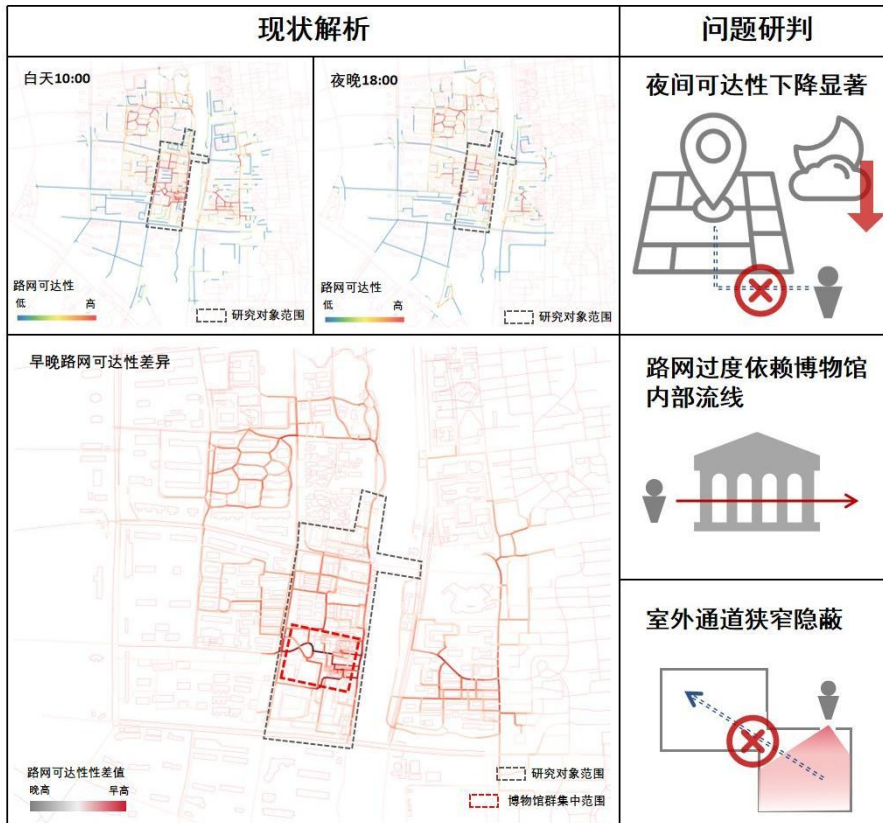 现状解析
问题研判
白天10:00
夜晚18:00
路网可达性
低 高
研究对象范围
路网可达性
低 高
研究对象范围
夜间可达性下降显著
早晚路网可达性差异
路网可达性性差值
晚高 早高
研究对象范围
博物馆群集中范围
路网过度依赖博物馆
内部流线
室外通道狭窄隐蔽